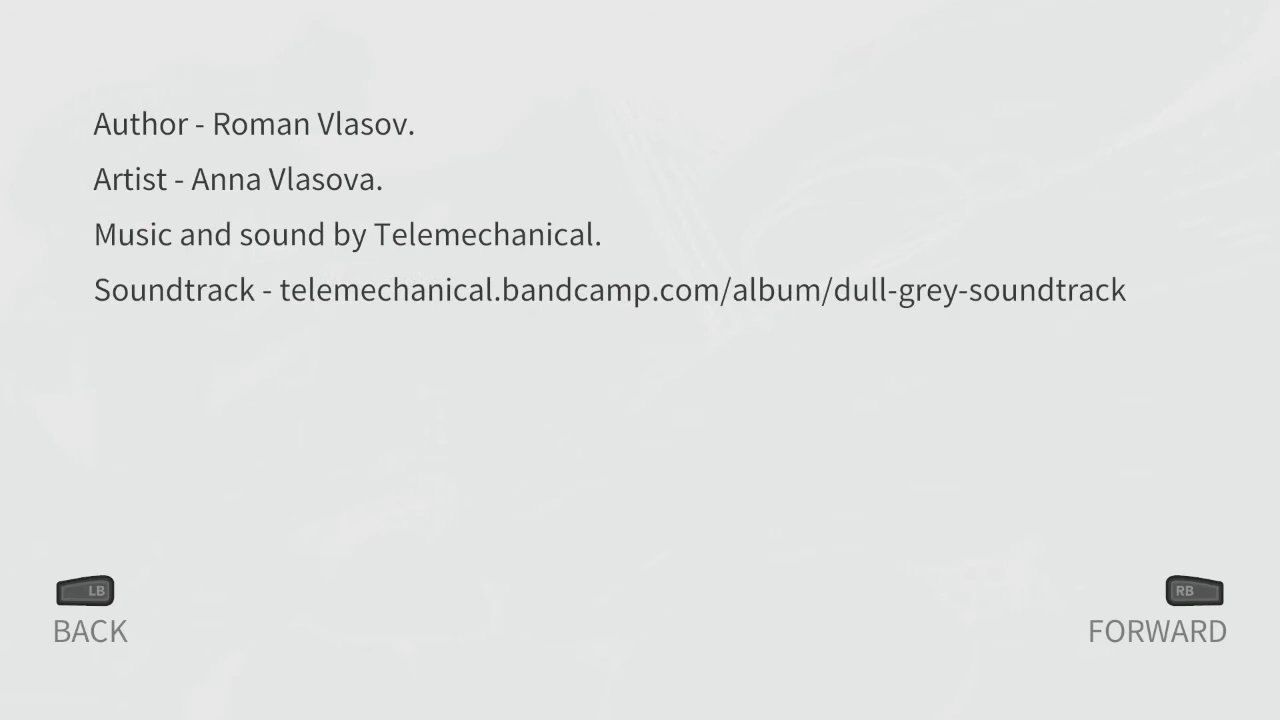 Author - Roman Vlasov.
Artist - Anna Vlasova.
Music and sound by Telemechanical.
Soundtrack - telemechanical.bandcamp.com/album/dull-grey-soundtrack
LB
RB
BACK
FORWARD